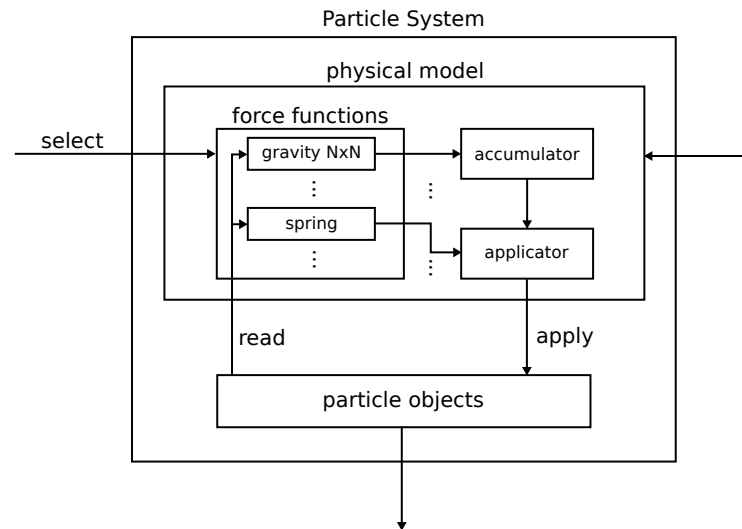 Particle System
physical model
force functions
select
gravity NxN
accumulator
spring
applicator
read
apply
particle objects